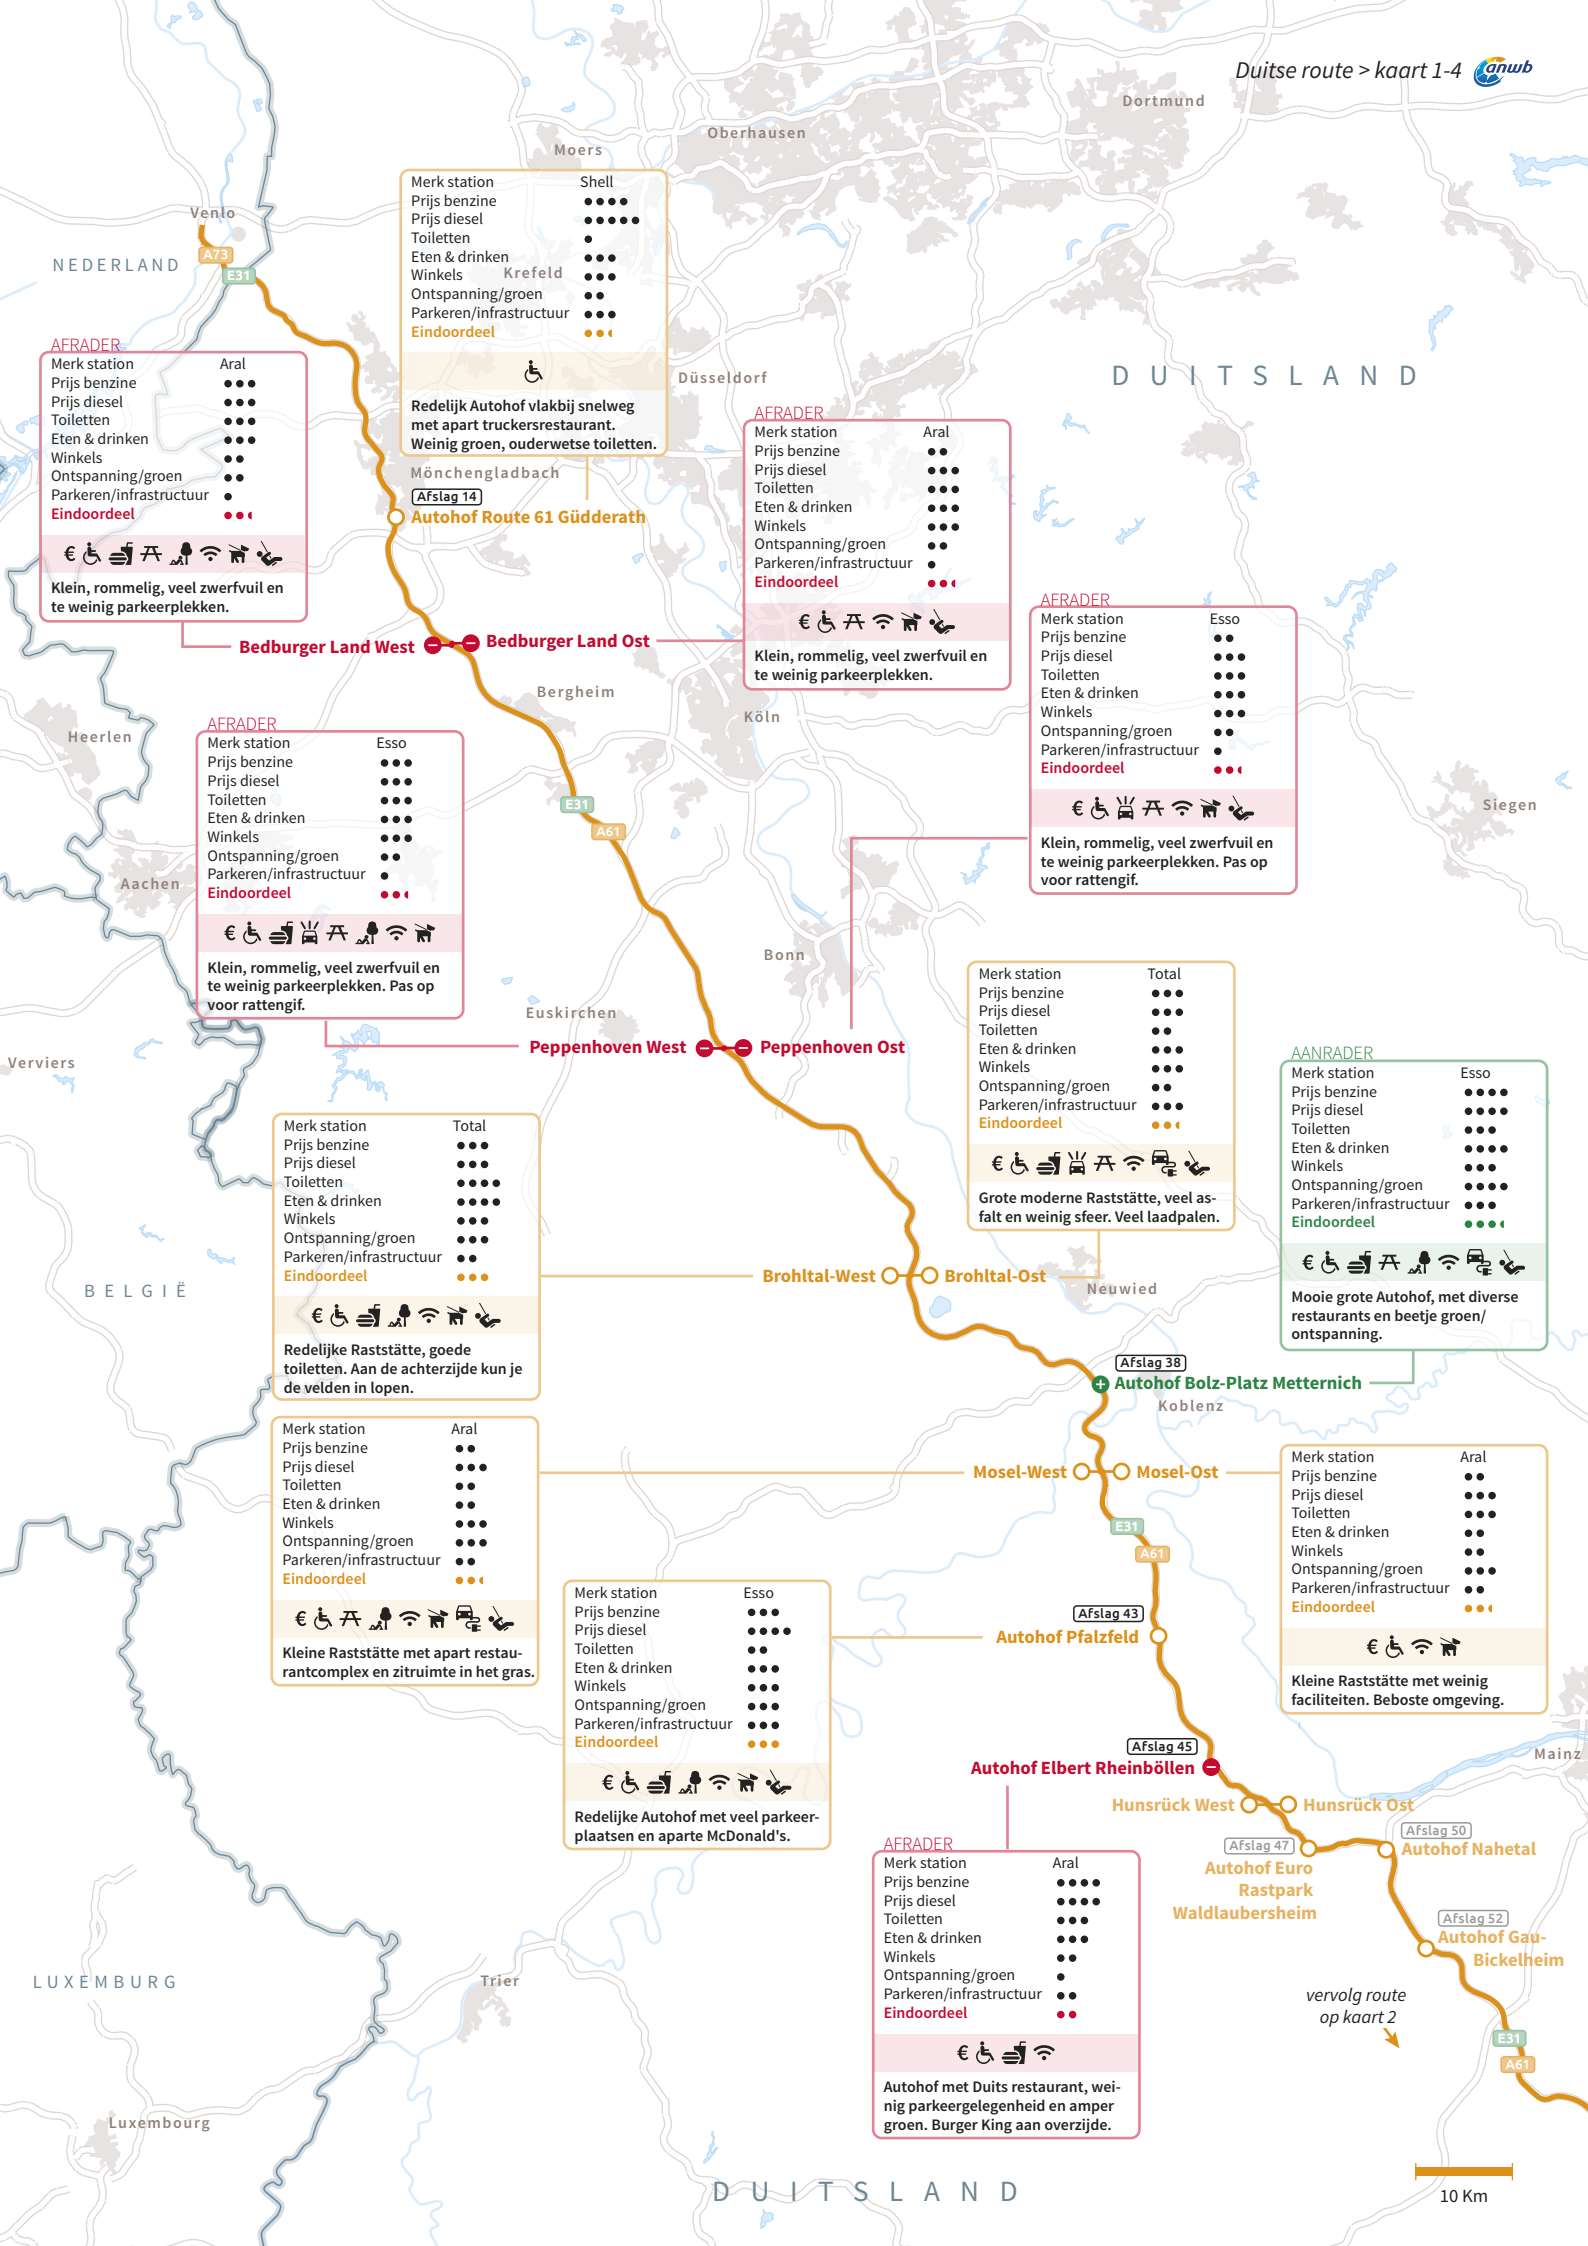 Duitse route > kaart 1-4
anwb
Dortmund
Oberhausen
Moers
Venlo
NEDERLAND
A73
E31
Merk station Shell
Prijs benzine ●●●●
Prijs diesel ●●●●●
Toiletten ●
Eten & drinken ●●●
Winkels ●●●
Krefeld
Ontspanning/groen ●●
Parkeren/infrastructuur ●●●
Eindoordeel
Redelijk Autohof vlakbij snelweg
met apart truckersrestaurant.
Weinig groen, ouderwetse toiletten.
Düsseldorf
DUITSLAND
AFRADER
Merk station Aral
Prijs benzine ●●●
Prijs diesel ●●●
Toiletten ●●●
Eten & drinken ●●●
Winkels ●●
Ontspanning/groen ●●
Parkeren/infrastructuur ●
Eindoordeel
€
Klein, rommelig, veel zwerfvuil en
te weinig parkeerplekken.
Mönchengladbach
Afslag 14
Autohof Route 61 Güdderath
AFRADER
Merk station Aral
Prijs benzine ●●
Prijs diesel ●●●
Toiletten ●●●
Eten & drinken ●●●
Winkels ●●●
Ontspanning/groen ●●
Parkeren/infrastructuur ●
Eindoordeel
€
Klein, rommelig, veel zwerfvuil en
te weinig parkeerplekken.
Bedburger Land West
Bedburger Land Ost
AFRADER
Merk station Esso
Prijs benzine ●●
Prijs diesel ●●●
Toiletten ●●●
Eten & drinken ●●●
Winkels ●●●
Ontspanning/groen ●●
Parkeren/infrastructuur ●
Eindoordeel
€
Klein, rommelig, veel zwerfvuil en
te weinig parkeerplekken. Pas op
voor rattengif.
Bergheim
Köln
Heerlen
Siegen
E31
A61
AFRADER
Merk station Esso
Prijs benzine ●●●
Prijs diesel ●●●
Toiletten ●●●
Eten & drinken ●●●
Winkels ●●●
Ontspanning/groen ●●
Parkeren/infrastructuur ●
Eindoordeel
€
Klein, rommelig, veel zwerfvuil en
te weinig parkeerplekken. Pas op
voor rattengif.
Aachen
Bonn
Euskirchen
Verviers
Peppenhoven West
Peppenhoven Ost
Merk station Total
Prijs benzine ●●●
Prijs diesel ●●●
Toiletten ●●
Eten & drinken ●●●
Winkels ●●●
Ontspanning/groen ●●
Parkeren/infrastructuur ●●●
Eindoordeel
€
Grote moderne Raststätte, veel as-
falt en weinig sfeer. Veel laadpalen.
AANRADER
Merk station Esso
Prijs benzine ●●●●
Prijs diesel ●●●●
Toiletten ●●●
Eten & drinken ●●●●
Winkels ●●●
Ontspanning/groen ●●●●
Parkeren/infrastructuur ●●●
Eindoordeel
€
Mooie grote Autohof, met diverse
restaurants en beetje groen/
ontspanning.
Merk station Total
Prijs benzine ●●●
Prijs diesel ●●●
Toiletten ●●●●
Eten & drinken ●●●●
Winkels ●●●
Ontspanning/groen ●●●
Parkeren/infrastructuur ●●
Eindoordeel ●●●
€
Redelijke Raststätte, goede
toiletten. Aan de achterzijde kun je
de velden in lopen.
BELGIË
Brohltal-West
Brohltal-Ost
Neuwied
Afslag 38
Autohof Bolz-Platz Metternich
Koblenz
Merk station Aral
Prijs benzine ●●
Prijs diesel ●●●
Toiletten ●●
Eten & drinken ●●
Winkels ●●●
Ontspanning/groen ●●●
Parkeren/infrastructuur ●●
Eindoordeel
€
Kleine Raststätte met apart restau-
rantcomplex en zitruimte in het gras.
Mosel-West
Mosel-Ost
Merk station Aral
Prijs benzine ●●
Prijs diesel ●●●
Toiletten ●●●
Eten & drinken ●●
Winkels ●●
Ontspanning/groen ●●●
Parkeren/infrastructuur ●●
Eindoordeel
€
Kleine Raststätte met weinig
faciliteiten. Beboste omgeving.
E31
A61
Merk station Esso
Prijs benzine ●●●
Prijs diesel ●●●●
Toiletten ●●
Eten & drinken ●●●
Winkels ●●●
Ontspanning/groen ●●●
Parkeren/infrastructuur ●●●
Eindoordeel ●●●
€
Redelijke Autohof met veel parkeer-
plaatsen en aparte McDonald's.
Afslag 43
Autohof Pfalzfeld
Afslag 45
Autohof Elbert Rheinböllen
Mainz
Hunsrück West
Hunsrück Ost
Afslag 47
Autohof Euro
Rastpark
Waldlaubersheim
Afslag 50
Autohof Nahetal
Afslag 52
Autohof Gau-
Bickelheim
AFRADER
Merk station Aral
Prijs benzine ●●●●
Prijs diesel ●●●●
Toiletten ●●●
Eten & drinken ●●●
Winkels ●●
Ontspanning/groen ●
Parkeren/infrastructuur ●●
Eindoordeel ●●
€
Autohof met Duits restaurant, wei-
nig parkeergelegenheid en amper
groen. Burger King aan overzijde.
LUXEMBURG
Trier
vervolg route
op kaart 2
E31
A61
Luxembourg
DUITSLAND
10 Km